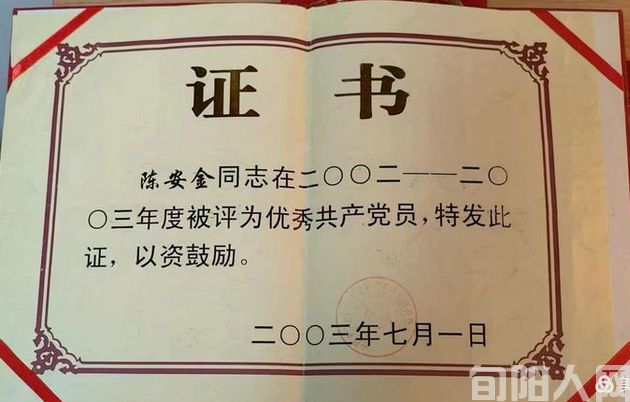 证 书
陈安金同志在二〇〇二——二〇
〇三年度被评为优秀共产党员,特发此
证,以资鼓励。
二〇〇三年七月一日
旬阳人网